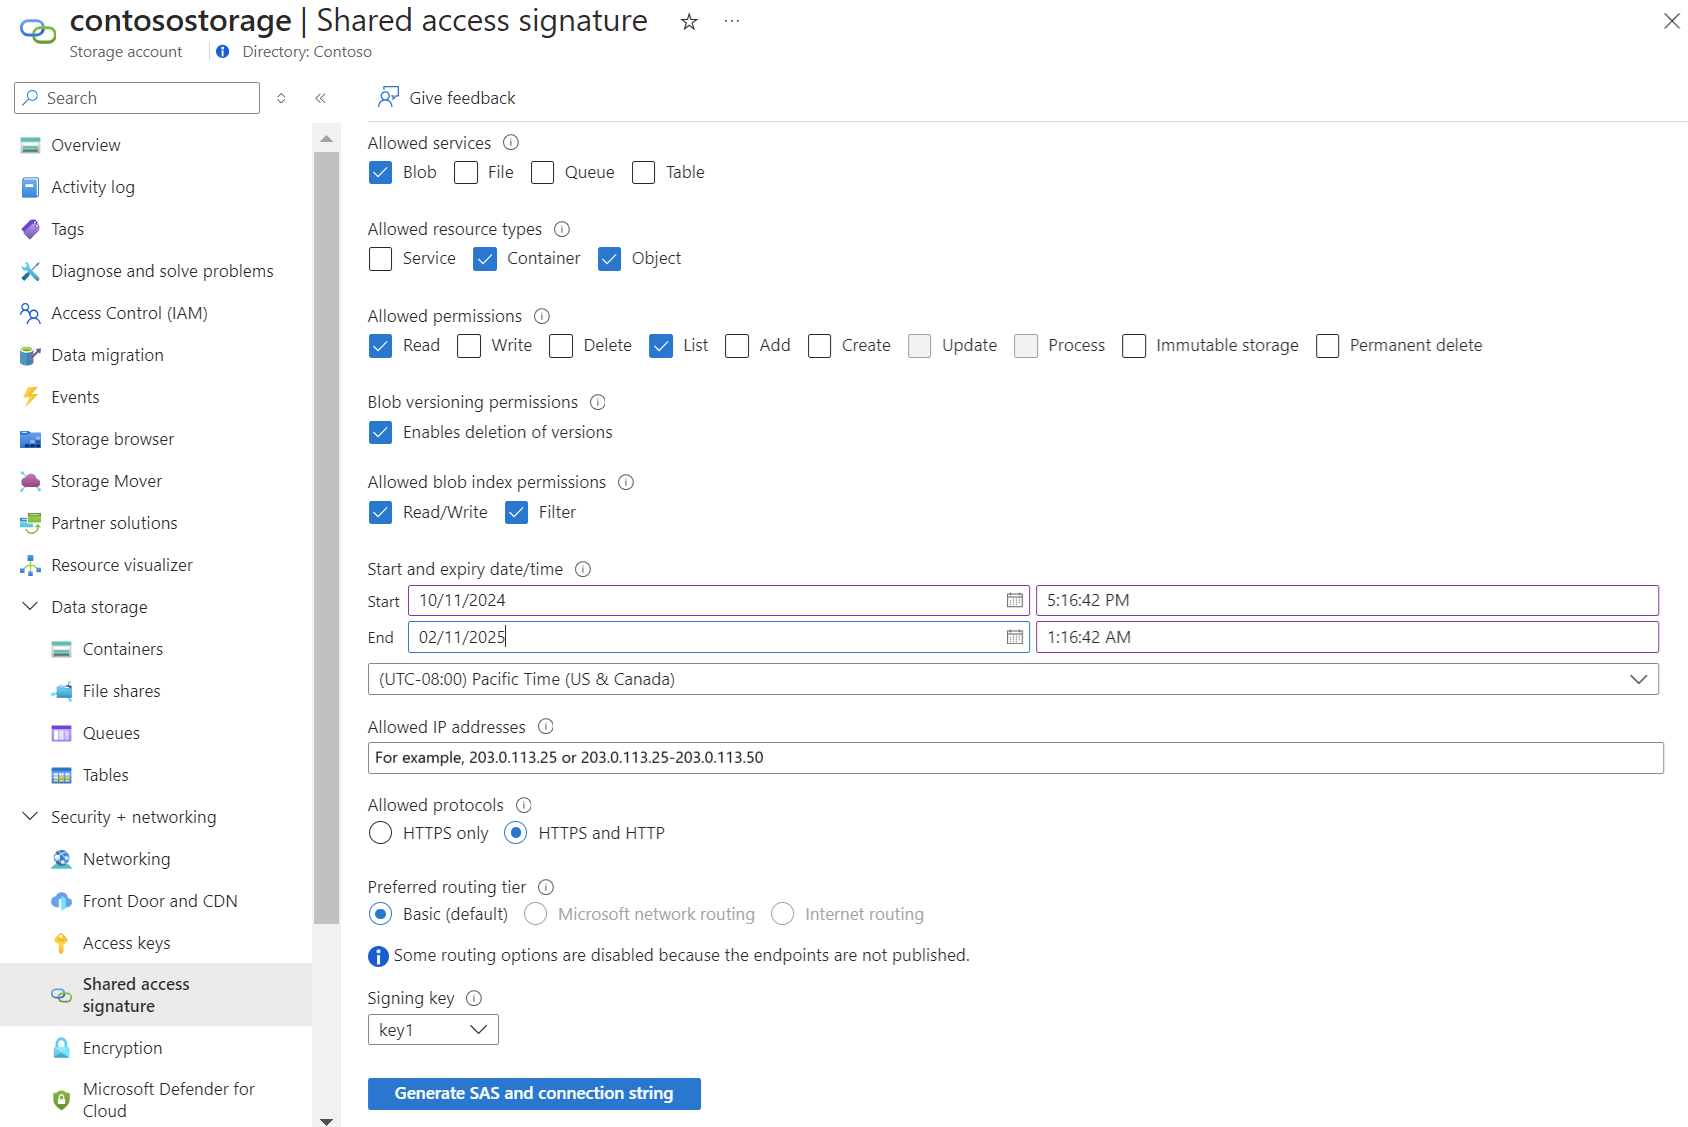 contosostorage | Shared access signature
Storage account
Directory: Contoso
Search
Overview
Activity log
Tags
Diagnose and solve problems
Access Control (IAM)
Data migration
Events
Storage browser
Storage Mover
Partner solutions
Resource visualizer
Data storage
Containers
File shares
Queues
Tables
Security + networking
Networking
Front Door and CDN
Access keys
Shared access
signature
Encryption
Microsoft Defender for
Cloud
Give feedback
Allowed services
Blob File Queue Table
Allowed resource types
Service Container Object
Allowed permissions
Read Write Delete List Add Create Update Process Immutable storage Permanent delete
Blob versioning permissions
Enables deletion of versions
Allowed blob index permissions
Read/Write Filter
Start and expiry date/time
Start 10/11/2024 5:16:42 PM
End 02/11/2025 1:16:42 AM
(UTC-08:00) Pacific Time (US & Canada)
Allowed IP addresses
For example, 203.0.113.25 or 203.0.113.25-203.0.113.50
Allowed protocols
HTTPS only HTTPS and HTTP
Preferred routing tier
Basic (default) Microsoft network routing Internet routing
Some routing options are disabled because the endpoints are not published.
Signing key
key1
Generate SAS and connection string